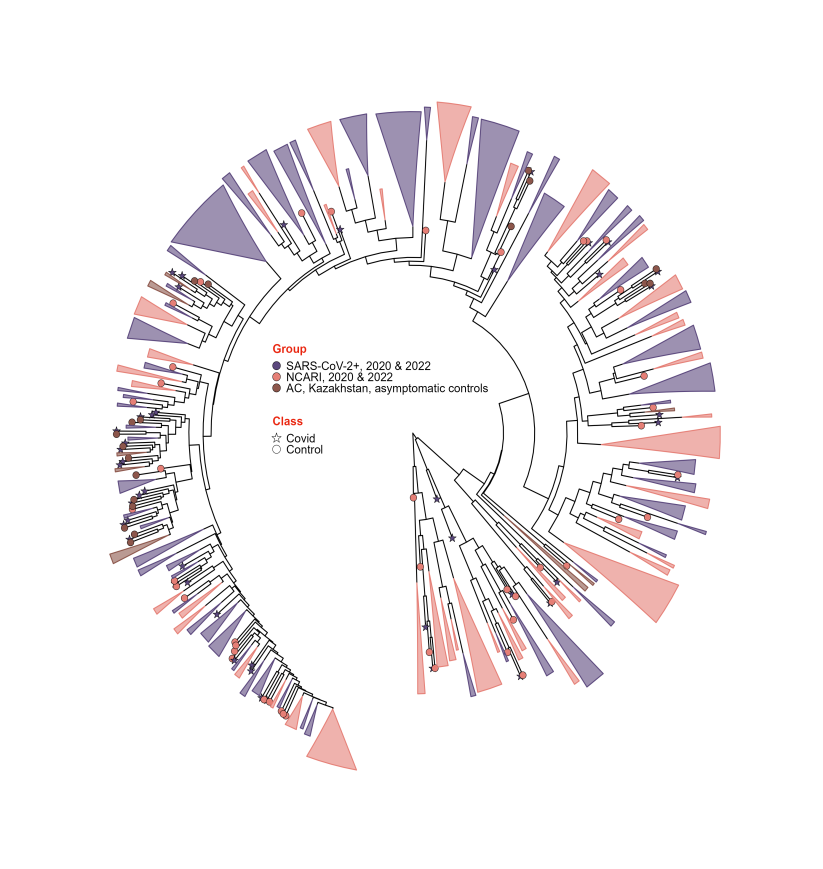 Group
SARS-CoV-2+, 2020 & 2022
NCARI, 2020 & 2022
AC, Kazakhstan, asymptomatic controls
Class
Covid
Control